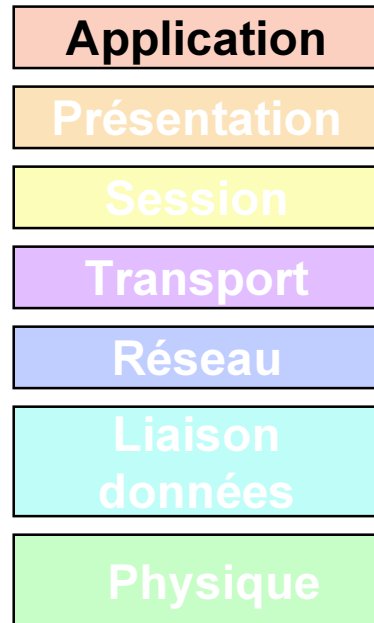 Application
Présentation
Session
Transport
Réseau
Liaison
données
Physique